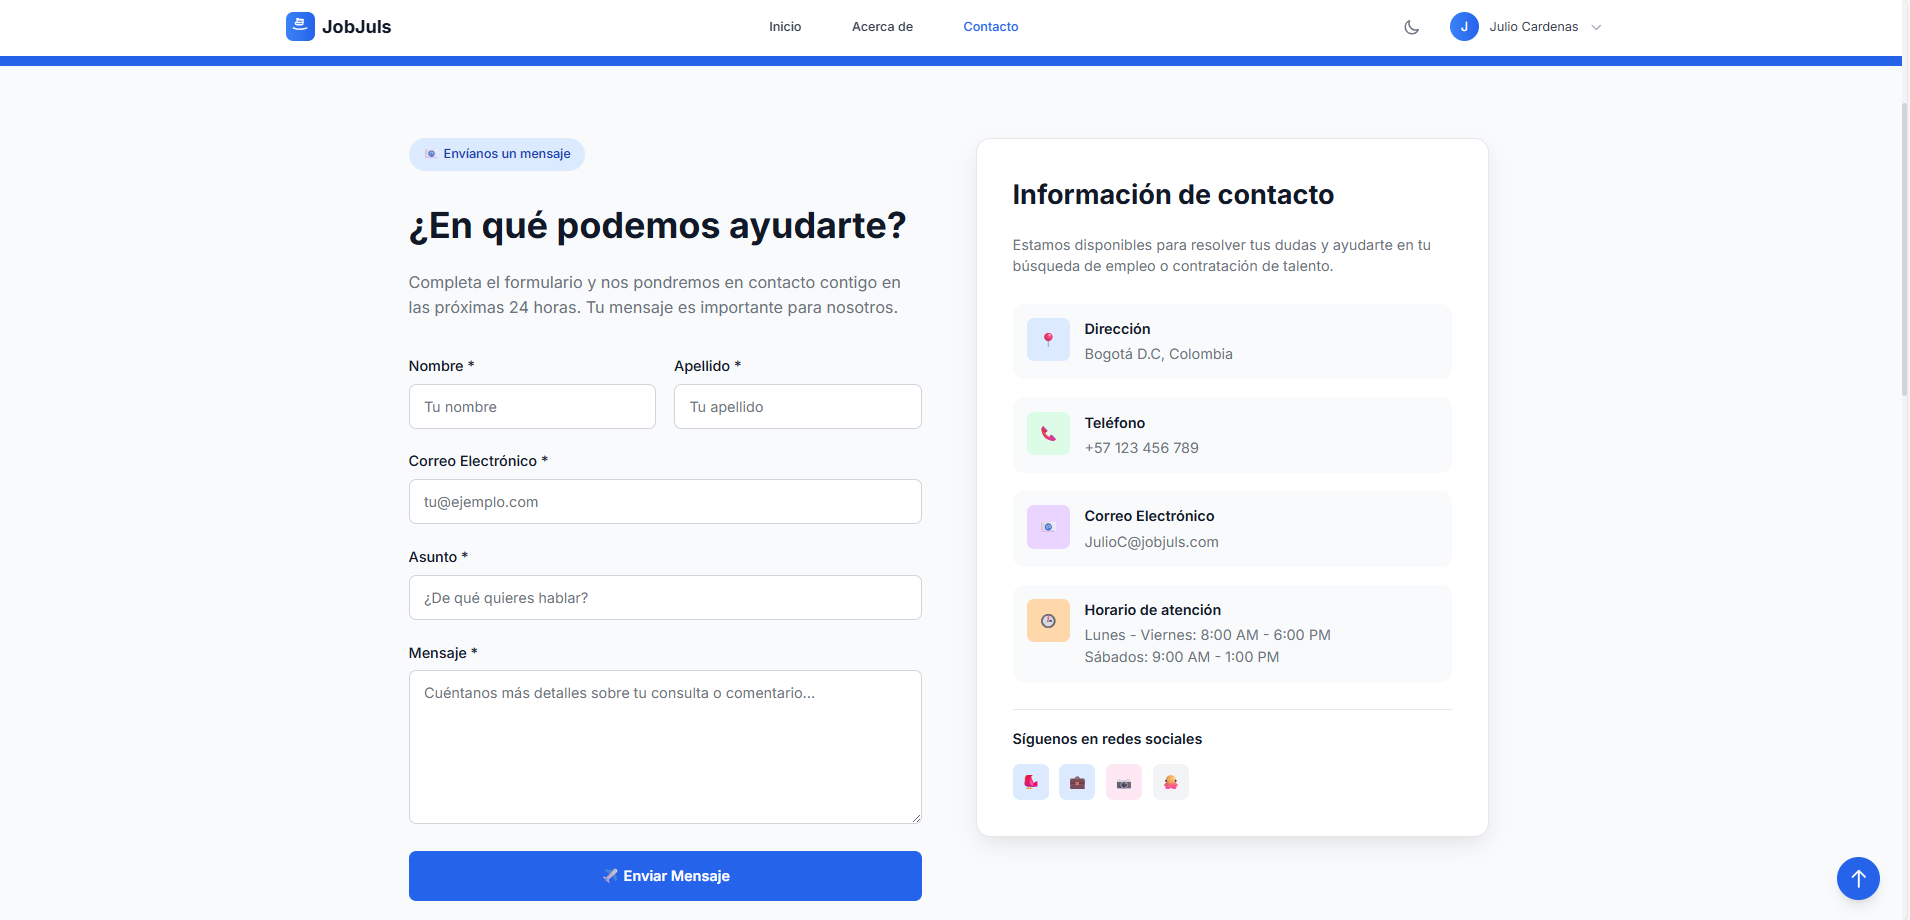 JobJuls
Inicio
Acerca de
Contacto
J
Julio Cardenas
Envíanos un mensaje
¿En qué podemos ayudarte?
Completa el formulario y nos pondremos en contacto contigo en
las próximas 24 horas. Tu mensaje es importante para nosotros.
Nombre *
Apellido *
Tu nombre
Tu apellido
Correo Electrónico *
tu@ejemplo.com
Asunto *
¿De qué quieres hablar?
Mensaje *
Cuéntanos más detalles sobre tu consulta o comentario...
Enviar Mensaje
Información de contacto
Estamos disponibles para resolver tus dudas y ayudarte en tu
búsqueda de empleo o contratación de talento.
Dirección
Bogotá D.C, Colombia
Teléfono
+57 123 456 789
Correo Electrónico
JulioC@jobjuls.com
Horario de atención
Lunes - Viernes: 8:00 AM - 6:00 PM
Sábados: 9:00 AM - 1:00 PM
Síguenos en redes sociales